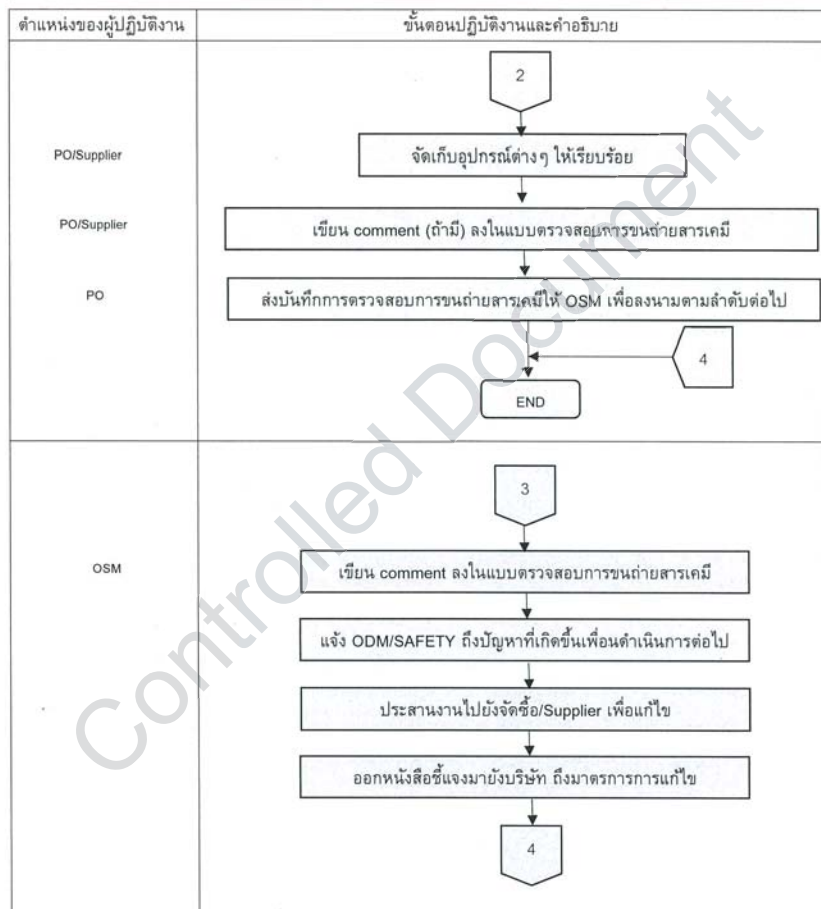 ตำแหน่งของผู้ปฏิบัติงาน
ขั้นตอนปฏิบัติงานและคำอธิบาย
2
PO/Supplier
จัดเก็บอุปกรณ์ต่างๆ ให้เรียบร้อย
PO/Supplier
เขียน comment (ถ้ามี) ลงในแบบตรวจสอบการขนถ่ายสารเคมี
PO
ส่งบันทึกการตรวจสอบการขนถ่ายสารเคมีให้ OSM เพื่อลงนามตามลำดับต่อไป
4
END
3
OSM
เขียน comment ลงในแบบตรวจสอบการขนถ่ายสารเคมี
แจ้ง ODM/SAFETY ถึงปัญหาที่เกิดขึ้นเพื่อนดำเนินการต่อไป
ประสานงานไปยังจัดซื้อ/Supplier เพื่อแก้ไข
ออกหนังสือชี้แจงมายังบริษัท ถึงมาตรการการแก้ไข
4
Controlled Document